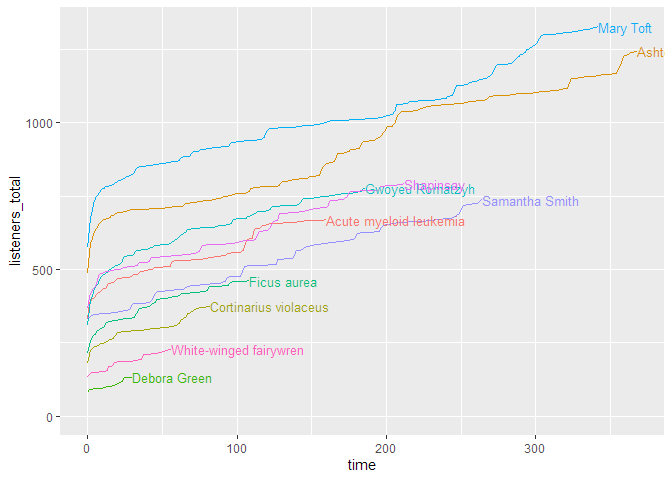 Mary Toft
Asht
1000
Shapinsay
Gwoyeu Romatzyh
Samantha Smith
Acute myeloid leukemia
500
Ficus aurea
Cortinarius violaceus
White-winged fairywren
Debora Green
0
0
100
200
300
time
listeners_total